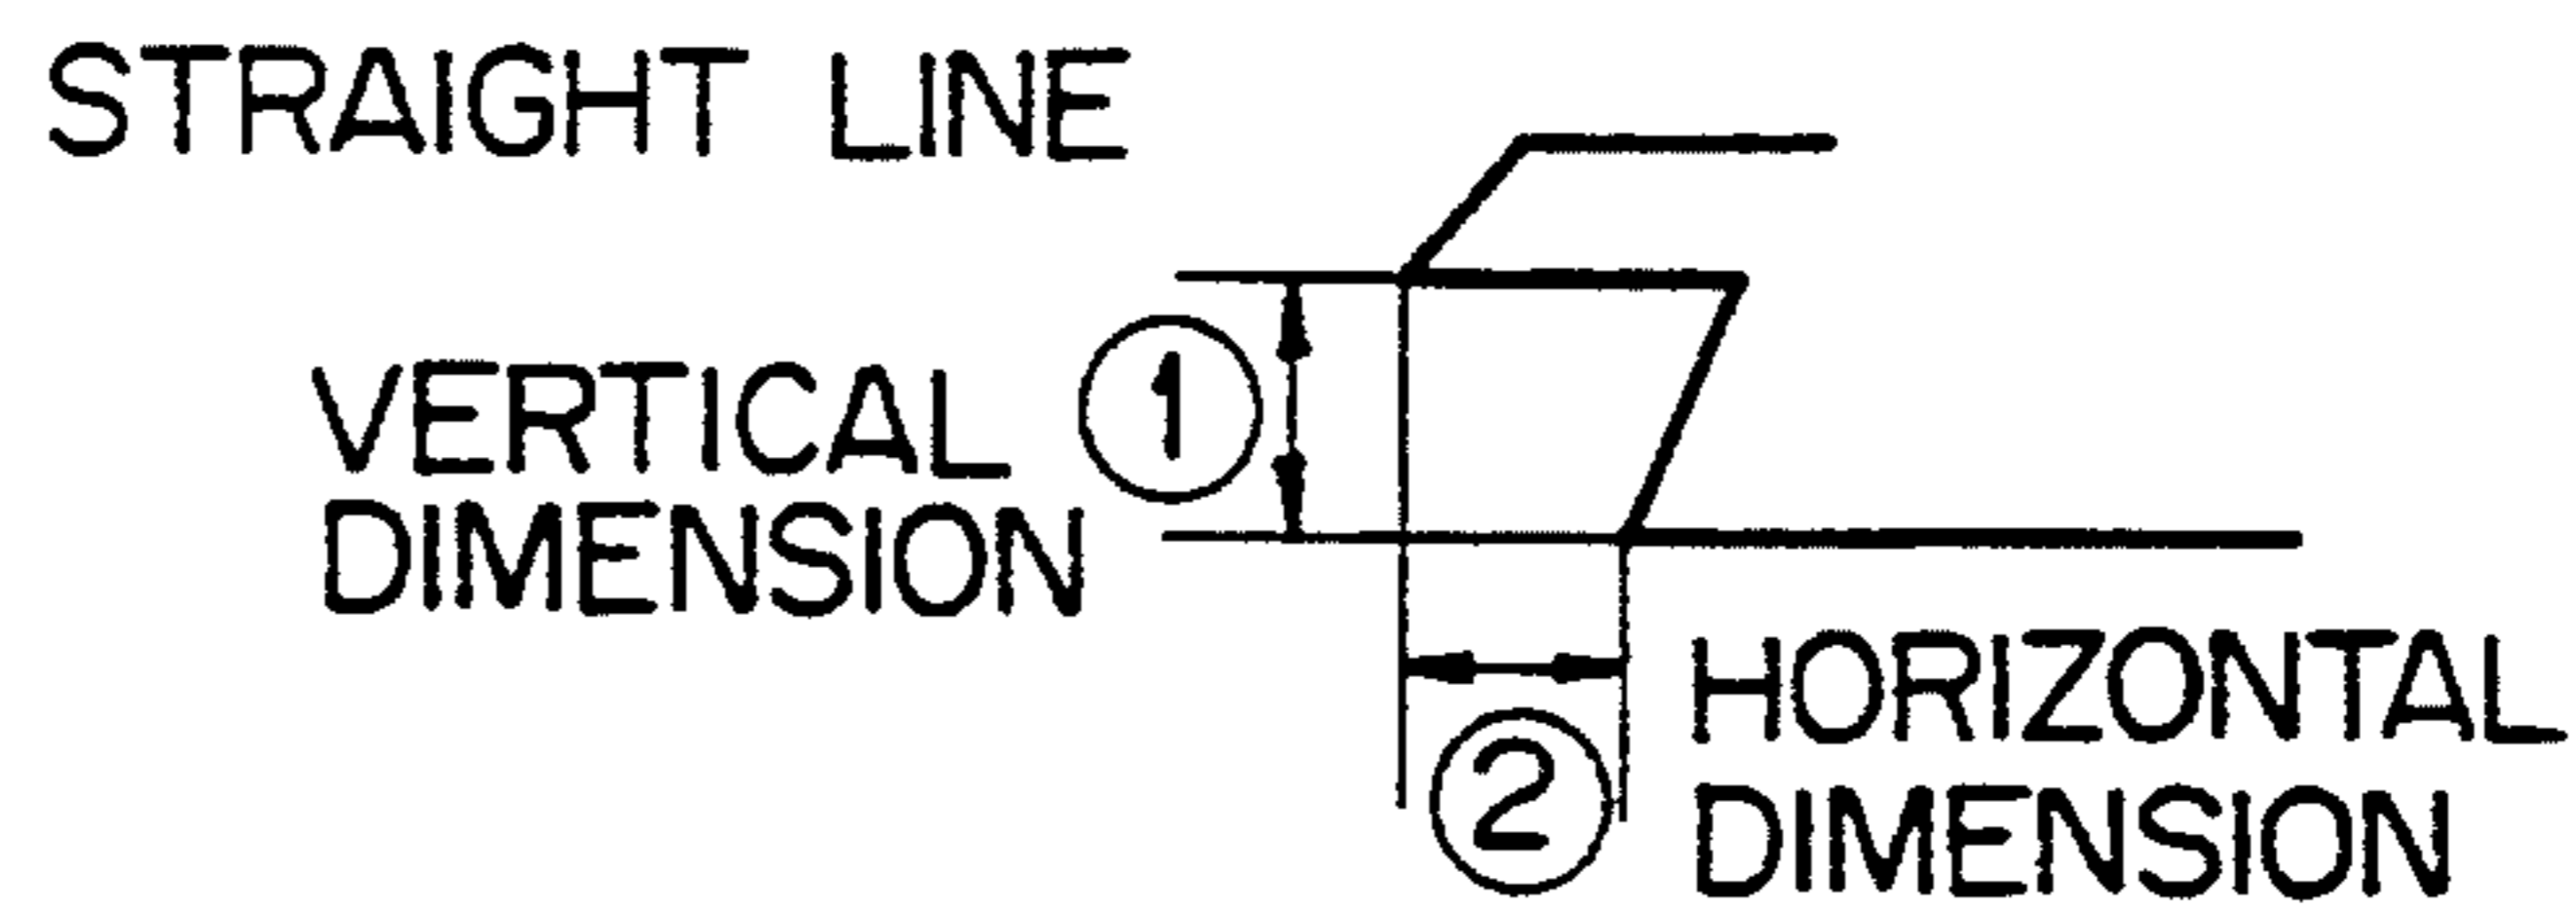 STRAIGHT LINE
VERTICAL
DIMENSION
1
2
HORIZONTAL
DIMENSION